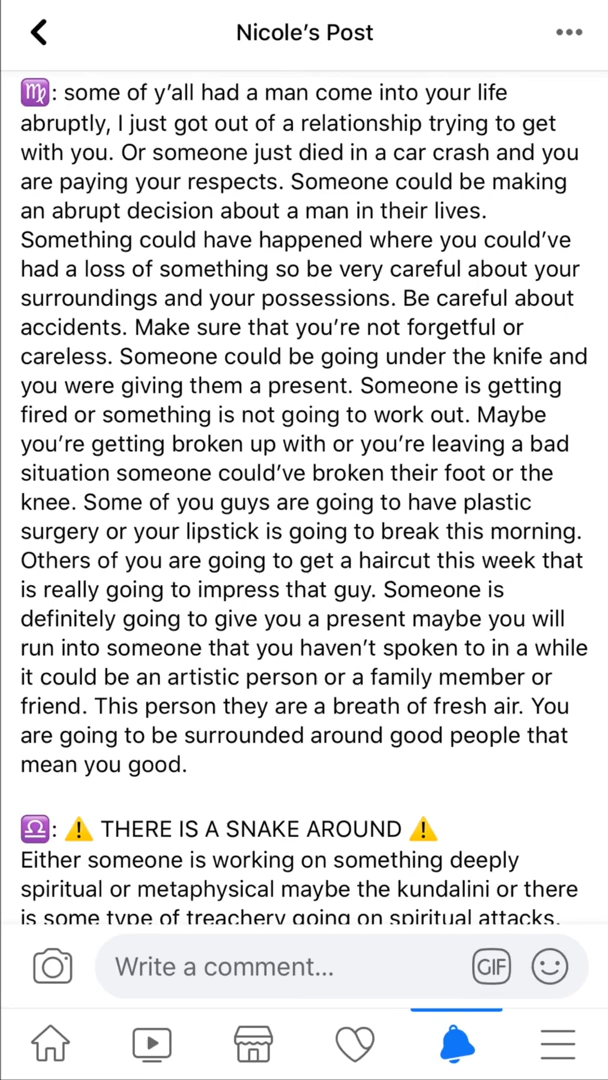 Nicole's Post
♍: some of y'all had a man come into your life
abruptly, I just got out of a relationship trying to get
with you. Or someone just died in a car crash and you
are paying your respects. Someone could be making
an abrupt decision about a man in their lives.
Something could have happened where you could've
had a loss of something so be very careful about your
surroundings and your possessions. Be careful about
accidents. Make sure that you're not forgetful or
careless. Someone could be going under the knife and
you were giving them a present. Someone is getting
fired or something is not going to work out. Maybe
you're getting broken up with or you're leaving a bad
situation someone could've broken their foot or the
knee. Some of you guys are going to have plastic
surgery or your lipstick is going to break this morning.
Others of you are going to get a haircut this week that
is really going to impress that guy. Someone is
definitely going to give you a present maybe you will
run into someone that you haven't spoken to in a while
it could be an artistic person or a family member or
friend. This person they are a breath of fresh air. You
are going to be surrounded around good people that
mean you good.
♎: ⚠️ THERE IS A SNAKE AROUND ⚠️
Either someone is working on something deeply
spiritual or metaphysical maybe the kundalini or there
is some type of treachery going on spiritual attacks.
Write a comment...
GIF